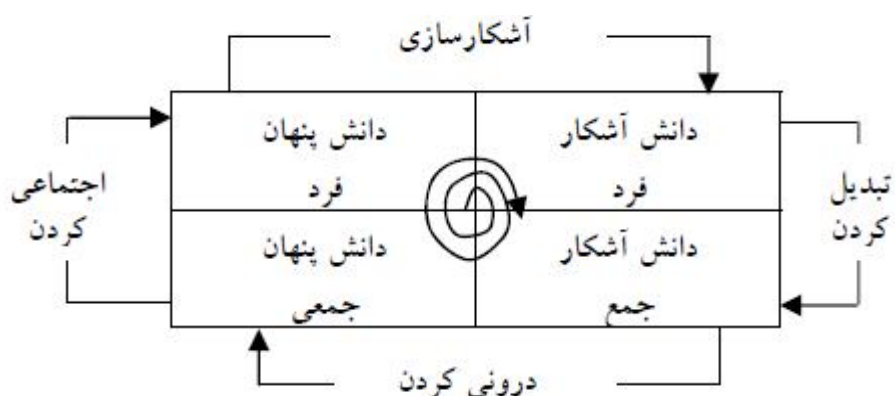 آشکارسازی
دانش آشکار
فرد
دانش پنهان
فرد
تبدیل
کردن
اجتماعی
کردن
دانش آشکار
جمع
دانش پنهان
جمعی
درونی کردن